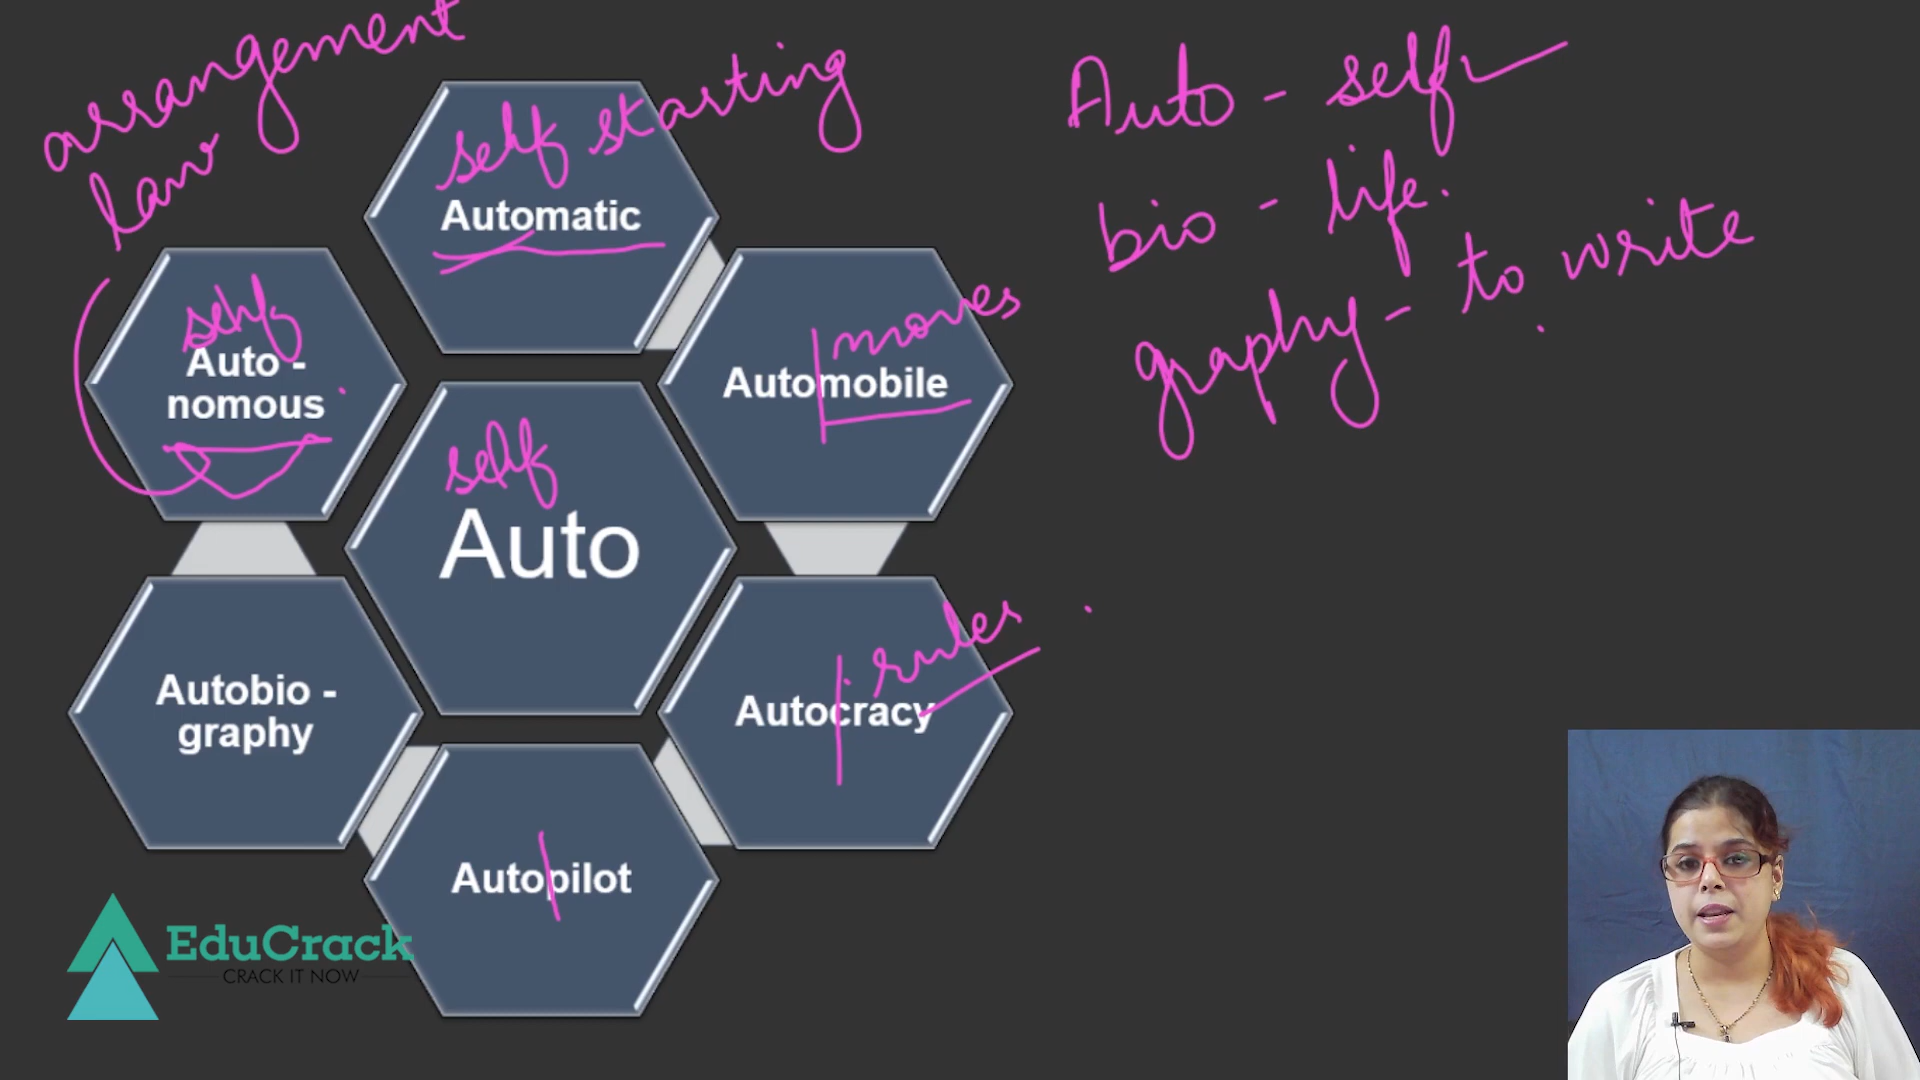 arrangement
law
self starting
Automatic
self
Auto -
nomous
moves
Automobile
self
Auto
rules
Autocracy
Autobio -
graphy
Autopilot
Auto - self
bio - life.
graphy - to write
EduCrack
CRACK IT NOW